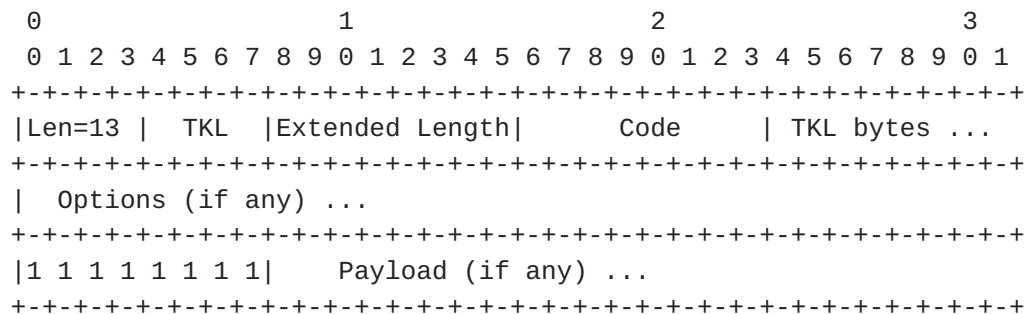 0                   1                   2                   3
 0 1 2 3 4 5 6 7 8 9 0 1 2 3 4 5 6 7 8 9 0 1 2 3 4 5 6 7 8 9 0 1
+-+-+-+-+-+-+-+-+-+-+-+-+-+-+-+-+-+-+-+-+-+-+-+-+-+-+-+-+-+-+-+-+
|Len=13 |  TKL  |Extended Length|      Code     | TKL bytes ...
+-+-+-+-+-+-+-+-+-+-+-+-+-+-+-+-+-+-+-+-+-+-+-+-+-+-+-+-+-+-+-+-+
|  Options (if any) ...
+-+-+-+-+-+-+-+-+-+-+-+-+-+-+-+-+-+-+-+-+-+-+-+-+-+-+-+-+-+-+-+-+
|1 1 1 1 1 1 1 1|    Payload (if any) ...
+-+-+-+-+-+-+-+-+-+-+-+-+-+-+-+-+-+-+-+-+-+-+-+-+-+-+-+-+-+-+-+-+